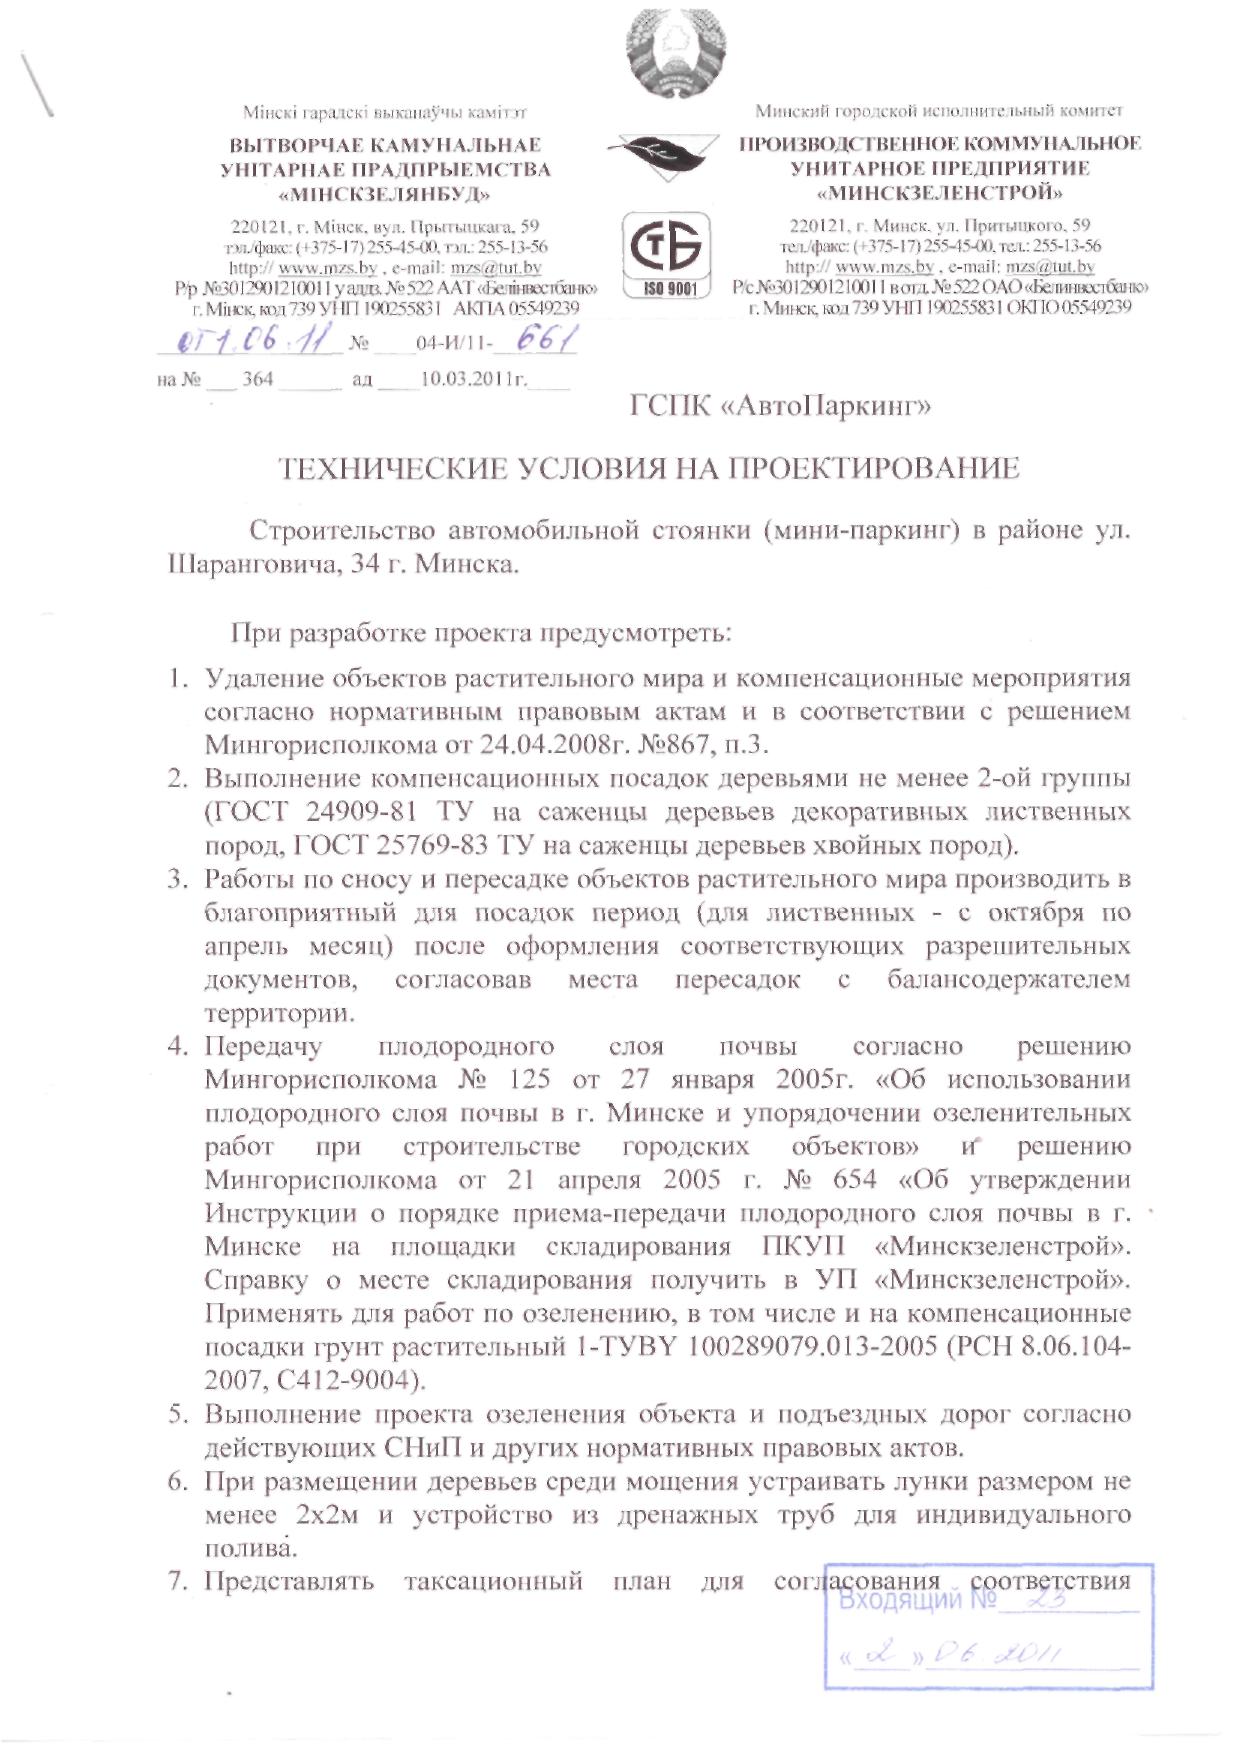 Мінскі гарадскі выканаўчы камітэт
ВЫТВОРЧАЕ КАМУНАЛЬНАЕ
УНІТАРНАЕ ПРАДПРЫЕМСТВА
«МІНСКЗЕЛЯНБУД»
220121, г. Мінск, вул. Прытыцкага, 59
тэл./факс: (+375-17) 255-45-00, тэл.: 255-13-56
http:// www.mzs.by , e-mail: mzs@tut.by
Р/р №3012901210011 у аддз. № 522 ААТ «Белінвестбанк»
г. Мінск, код 739 УНП 190255831 АКПА 05549239
от 1.06.11 № 04-И/11- 661
на № 364 ад 10.03.2011г.
СТБ
ISO 9001
Минский городской исполнительный комитет
ПРОИЗВОДСТВЕННОЕ КОММУНАЛЬНОЕ
УНИТАРНОЕ ПРЕДПРИЯТИЕ
«МИНСКЗЕЛЕНСТРОЙ»
220121, г. Минск, ул. Притыцкого, 59
тел./факс: (+375-17) 255-45-00, тел.: 255-13-56
http:// www.mzs.by , e-mail: mzs@tut.by
Р/с №3012901210011 в отд. № 522 ОАО «Белинвестбанк»
г. Минск, код 739 УНП 190255831 ОКПО 05549239
ГСПК «АвтоПаркинг»
ТЕХНИЧЕСКИЕ УСЛОВИЯ НА ПРОЕКТИРОВАНИЕ
Строительство автомобильной стоянки (мини-паркинг) в районе ул.
Шаранговича, 34 г. Минска.
При разработке проекта предусмотреть:
1. Удаление объектов растительного мира и компенсационные мероприятия
согласно нормативным правовым актам и в соответствии с решением
Мингорисполкома от 24.04.2008г. №867, п.3.
2. Выполнение компенсационных посадок деревьями не менее 2-ой группы
(ГОСТ 24909-81 ТУ на саженцы деревьев декоративных лиственных
пород, ГОСТ 25769-83 ТУ на саженцы деревьев хвойных пород).
3. Работы по сносу и пересадке объектов растительного мира производить в
благоприятный для посадок период (для лиственных - с октября по
апрель месяц) после оформления соответствующих разрешительных
документов, согласовав места пересадок с балансодержателем
территории.
4. Передачу плодородного слоя почвы согласно решению
Мингорисполкома № 125 от 27 января 2005г. «Об использовании
плодородного слоя почвы в г. Минске и упорядочении озеленительных
работ при строительстве городских объектов» и решению
Мингорисполкома от 21 апреля 2005 г. № 654 «Об утверждении
Инструкции о порядке приема-передачи плодородного слоя почвы в г.
Минске на площадки складирования ПКУП «Минскзеленстрой».
Справку о месте складирования получить в УП «Минскзеленстрой».
Применять для работ по озеленению, в том числе и на компенсационные
посадки грунт растительный 1-ТУBY 100289079.013-2005 (РСН 8.06.104-
2007, С412-9004).
5. Выполнение проекта озеленения объекта и подъездных дорог согласно
действующих СНиП и других нормативных правовых актов.
6. При размещении деревьев среди мощения устраивать лунки размером не
менее 2х2м и устройство из дренажных труб для индивидуального
полива.
7. Представлять таксационный план для согласования соответствия
Входящий № 23
« 2 » 06.2011